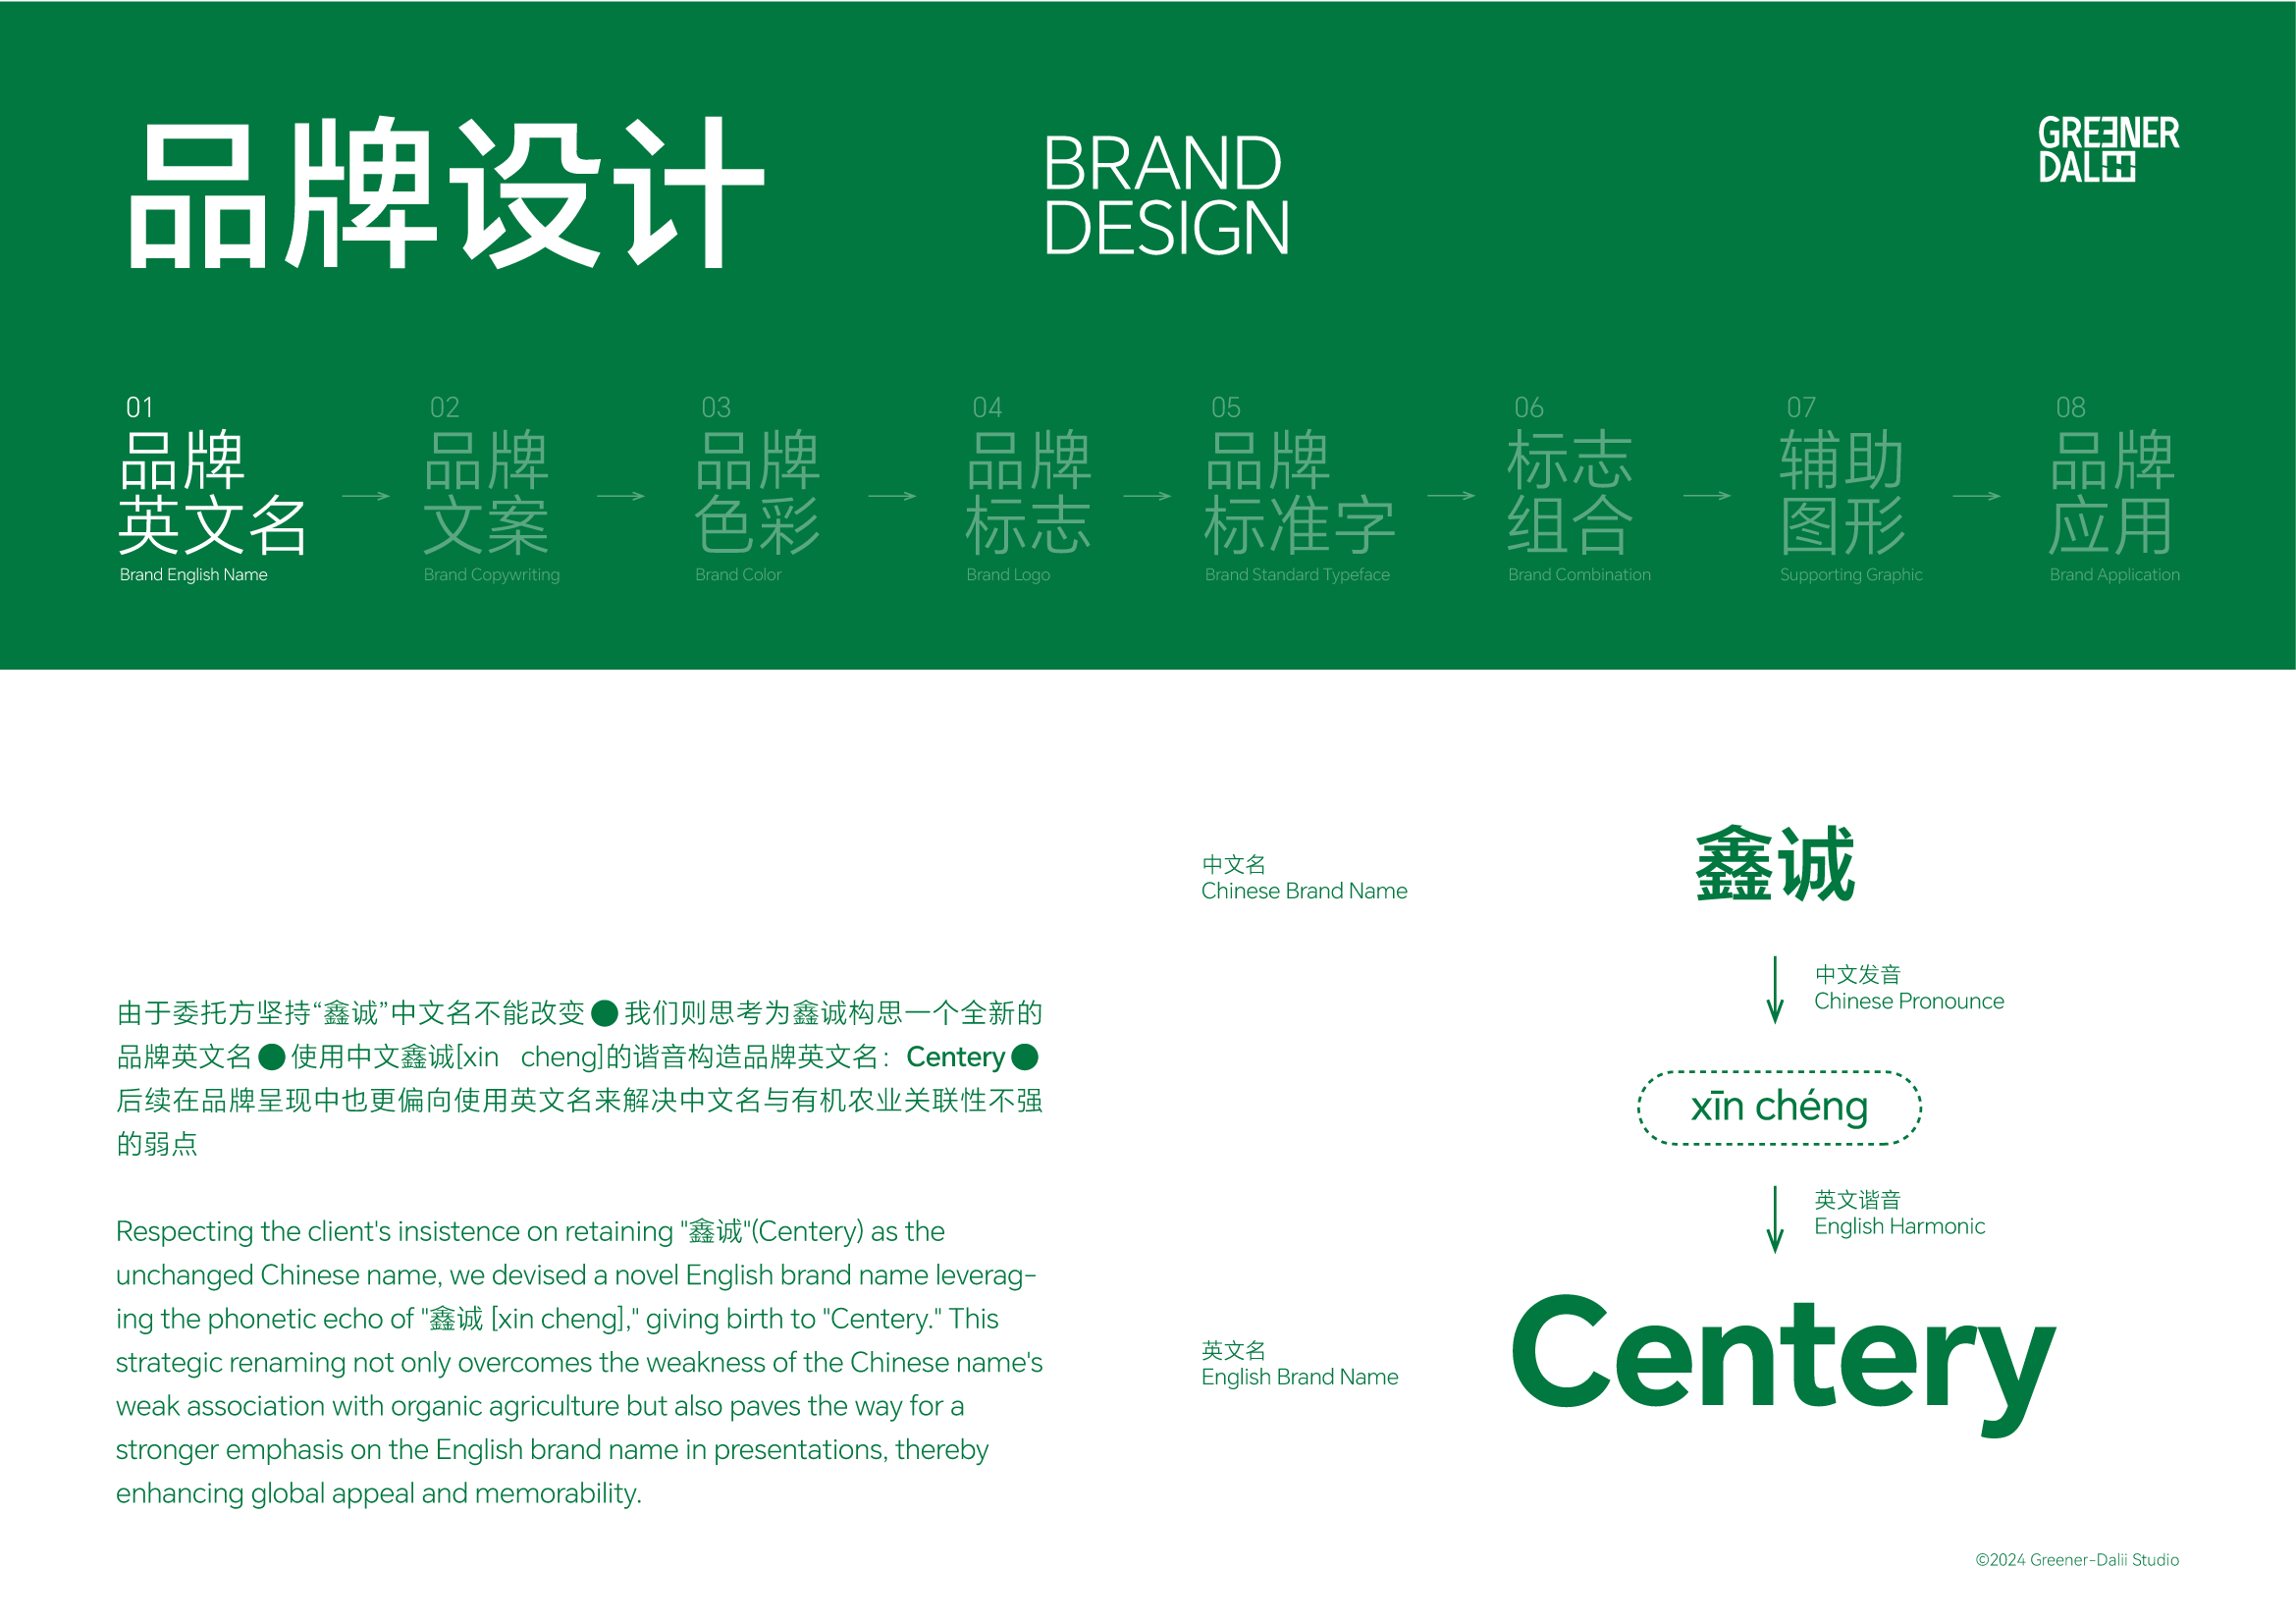 品牌设计
BRAND
DESIGN
GREENER
DALII
01
品牌
英文名
Brand English Name
02
品牌
文案
Brand Copywriting
03
品牌
色彩
Brand Color
04
品牌
标志
Brand Logo
05
品牌
标准字
Brand Standard Typeface
06
标志
组合
Brand Combination
07
辅助
图形
Supporting Graphic
08
品牌
应用
Brand Application
由于委托方坚持“鑫诚”中文名不能改变●我们则思考为鑫诚构思一个全新的
品牌英文名●使用中文鑫诚[xin cheng]的谐音构造品牌英文名：Centery●
后续在品牌呈现中也更偏向使用英文名来解决中文名与有机农业关联性不强
的弱点
Respecting the client's insistence on retaining "鑫诚"(Centery) as the
unchanged Chinese name, we devised a novel English brand name leverag-
ing the phonetic echo of "鑫诚 [xin cheng]," giving birth to "Centery." This
strategic renaming not only overcomes the weakness of the Chinese name's
weak association with organic agriculture but also paves the way for a
stronger emphasis on the English brand name in presentations, thereby
enhancing global appeal and memorability.
中文名
Chinese Brand Name
鑫诚
中文发音
Chinese Pronounce
xīn chéng
英文谐音
English Harmonic
英文名
English Brand Name
Centery
©2024 Greener-Dalii Studio